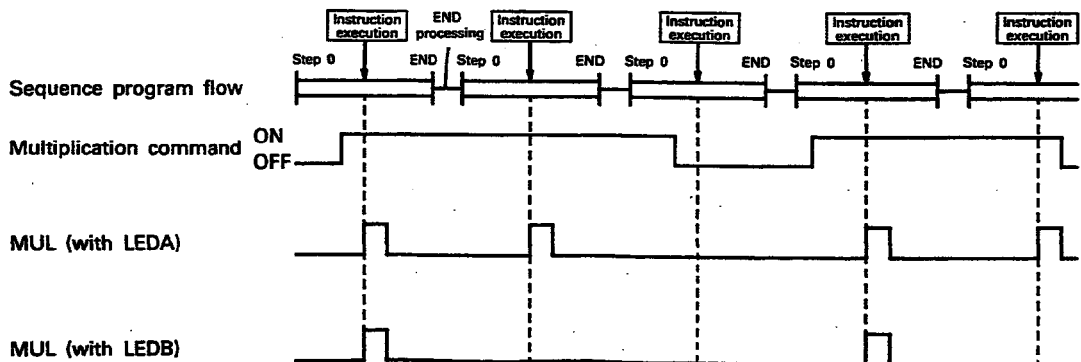 Instruction execution END processing Instruction execution Instruction execution Instruction execution Instruction execution
Step 0 END Step 0 END Step 0 END Step 0 END Step 0
Sequence program flow
Multiplication command ON
OFF
MUL (with LEDA)
MUL (with LEDB)